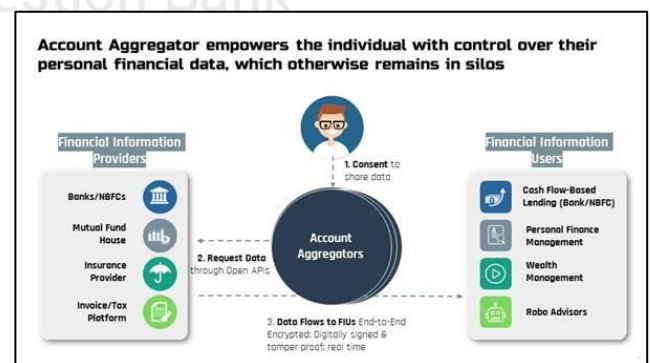 estion Bank
Account Aggregator empowers the individual with control over their
personal financial data, which otherwise remains in silos
Financial Information
Providers
Banks/NBFCs
Mutual Fund
House
Insurance
Provider
Invoice/Tax
Platform
1. Consent to
share data
Account
Aggregators
2. Request Data
through Open APIs
3. Data Flows to FIUs End-to-End
Encrypted; Digitally signed &
tamper proof; real time
Financial Information
Users
Cash Flow-Based
Lending (Bank/NBFC)
Personal Finance
Management
Wealth
Management
Robo Advisors